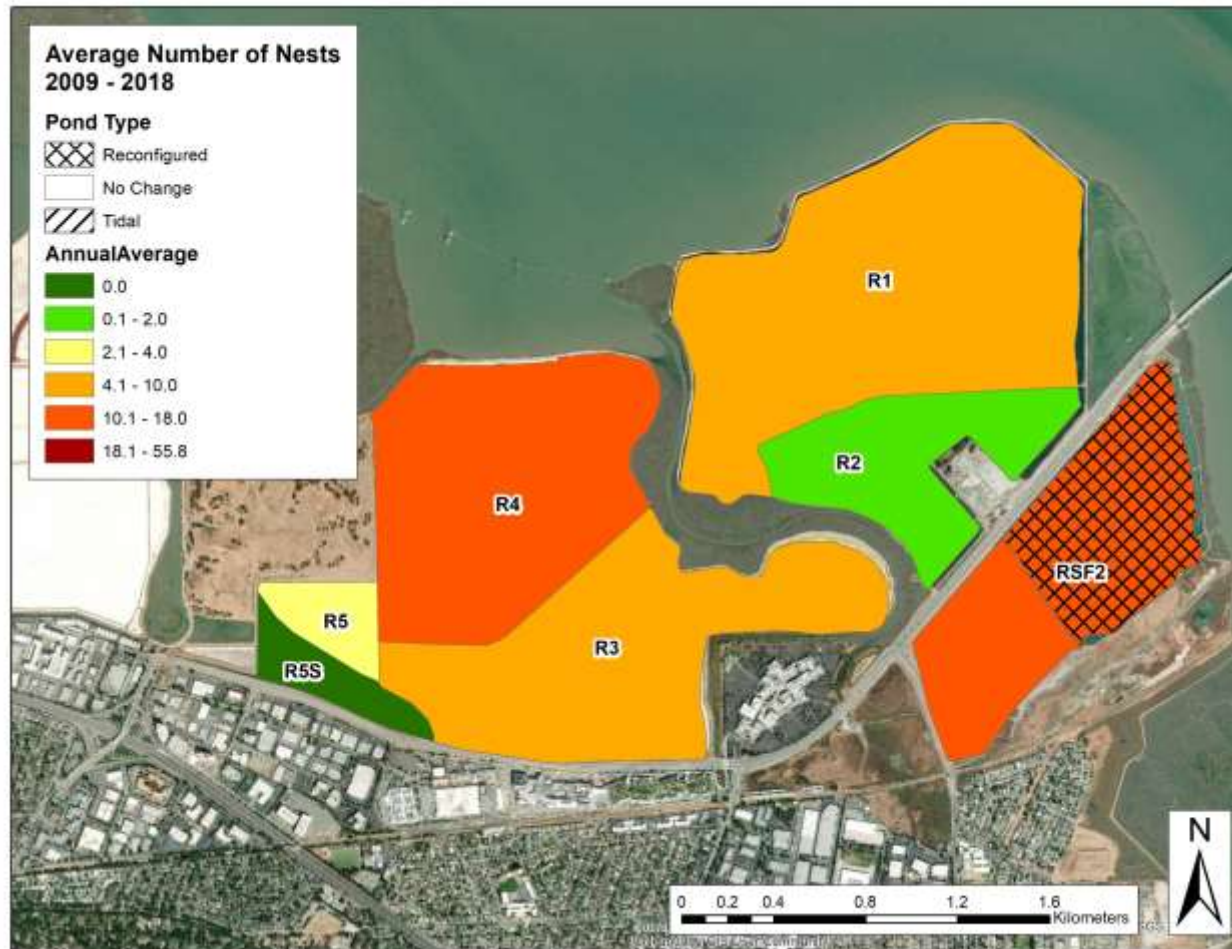 Average Number of Nests
2009 - 2018
Pond Type
Reconfigured
No Change
Tidal
AnnualAverage
0.0
0.1 - 2.0
2.1 - 4.0
4.1 - 10.0
10.1 - 18.0
18.1 - 55.8
R1
R2
R4
RSF2
R5
R3
R5S
N
0 0.2 0.4 0.8 1.2 1.6
Kilometers